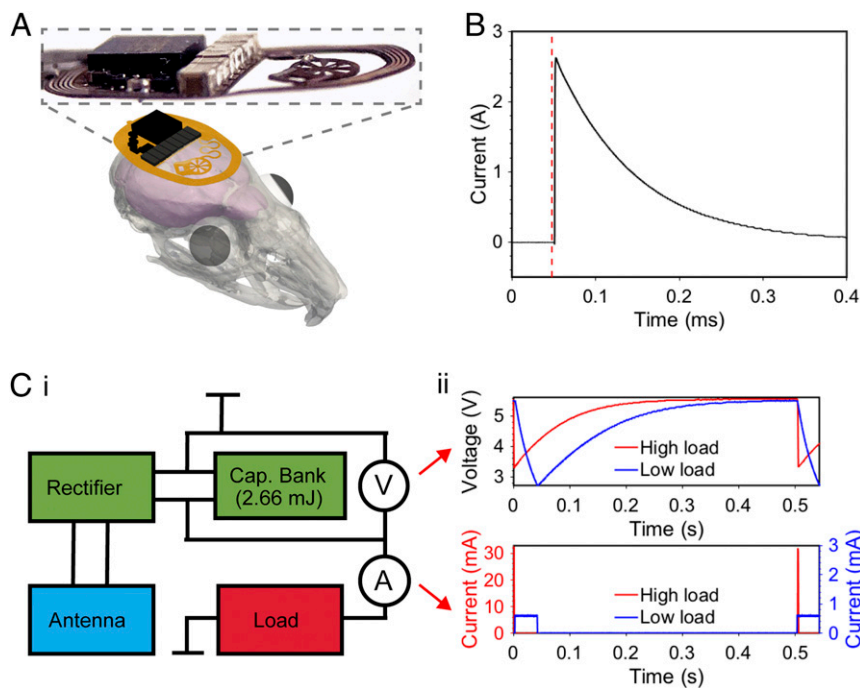 A
B
3
2
1
0
Current (A)
0
0.1
0.2
0.3
0.4
Time (ms)
C i
ii
Rectifier
Cap. Bank
(2.66 mJ)
V
A
Antenna
Load
Voltage (V)
5
4
3
High load
Low load
0
0.1
0.2
0.3
0.4
0.5
Time (s)
Current (mA)
30
20
10
0
High load
Low load
3
2
1
0
Current (mA)
0
0.1
0.2
0.3
0.4
0.5
Time (s)